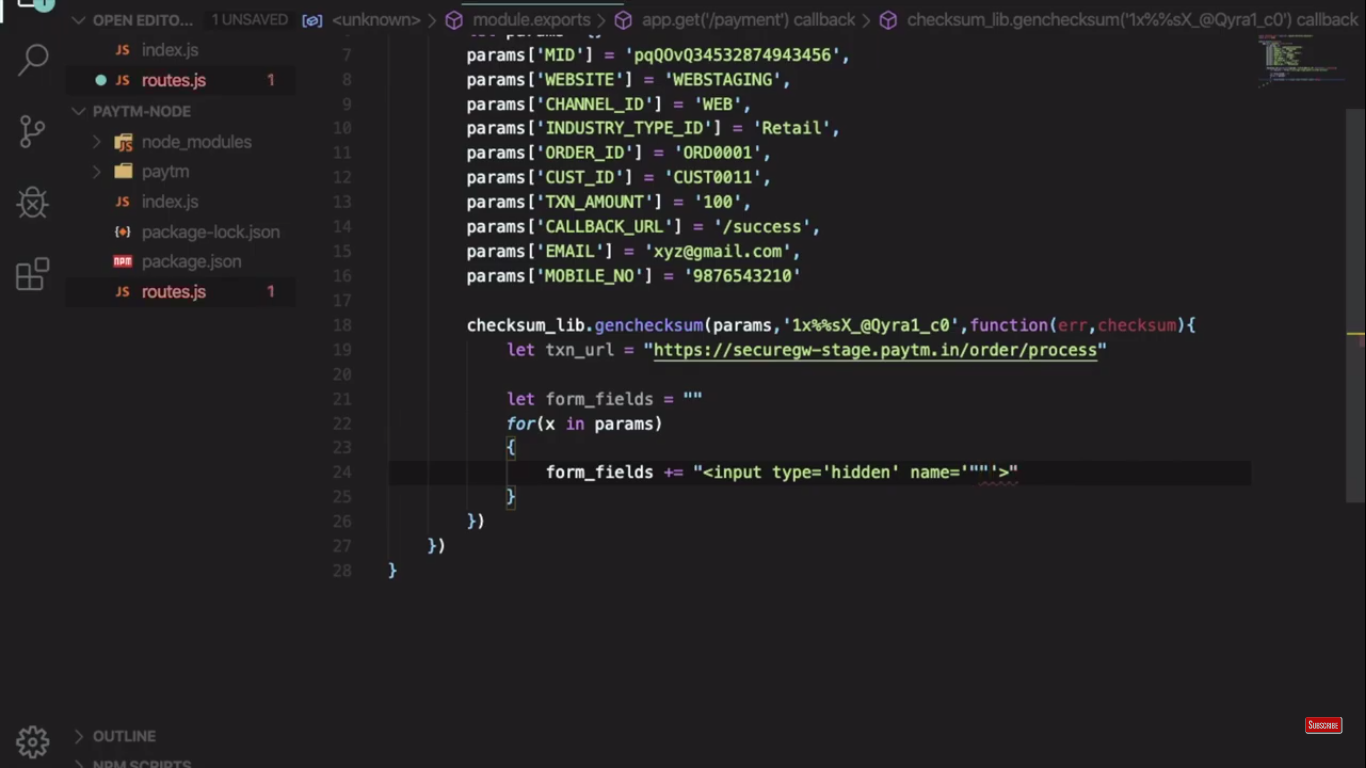 1
OPEN EDITO... 1 UNSAVED
<unknown> > module.exports > app.get('/payment') callback > checksum_lib.genchecksum('1x%%sX_@Qyra1_c0') callback
JS index.js
JS routes.js 1
PAYTM-NODE
node_modules
paytm
JS index.js
package-lock.json
npm package.json
JS routes.js 1
OUTLINE
NPM SCRIPTS
let params = {}
7 params['MID'] = 'pqOOvQ34532874943456',
8 params['WEBSITE'] = 'WEBSTAGING',
9 params['CHANNEL_ID'] = 'WEB',
10 params['INDUSTRY_TYPE_ID'] = 'Retail',
11 params['ORDER_ID'] = 'ORD0001',
12 params['CUST_ID'] = 'CUST0011',
13 params['TXN_AMOUNT'] = '100',
14 params['CALLBACK_URL'] = '/success',
15 params['EMAIL'] = 'xyz@gmail.com',
16 params['MOBILE_NO'] = '9876543210'
17
18 checksum_lib.genchecksum(params,'1x%%sX_@Qyra1_c0',function(err,checksum){
19 let txn_url = "https://securegw-stage.paytm.in/order/process"
20
21 let form_fields = ""
22 for(x in params)
23 {
24 form_fields += "<input type='hidden' name='""'>"
25 }
26 })
27 })
28 }
SUBSCRIBE